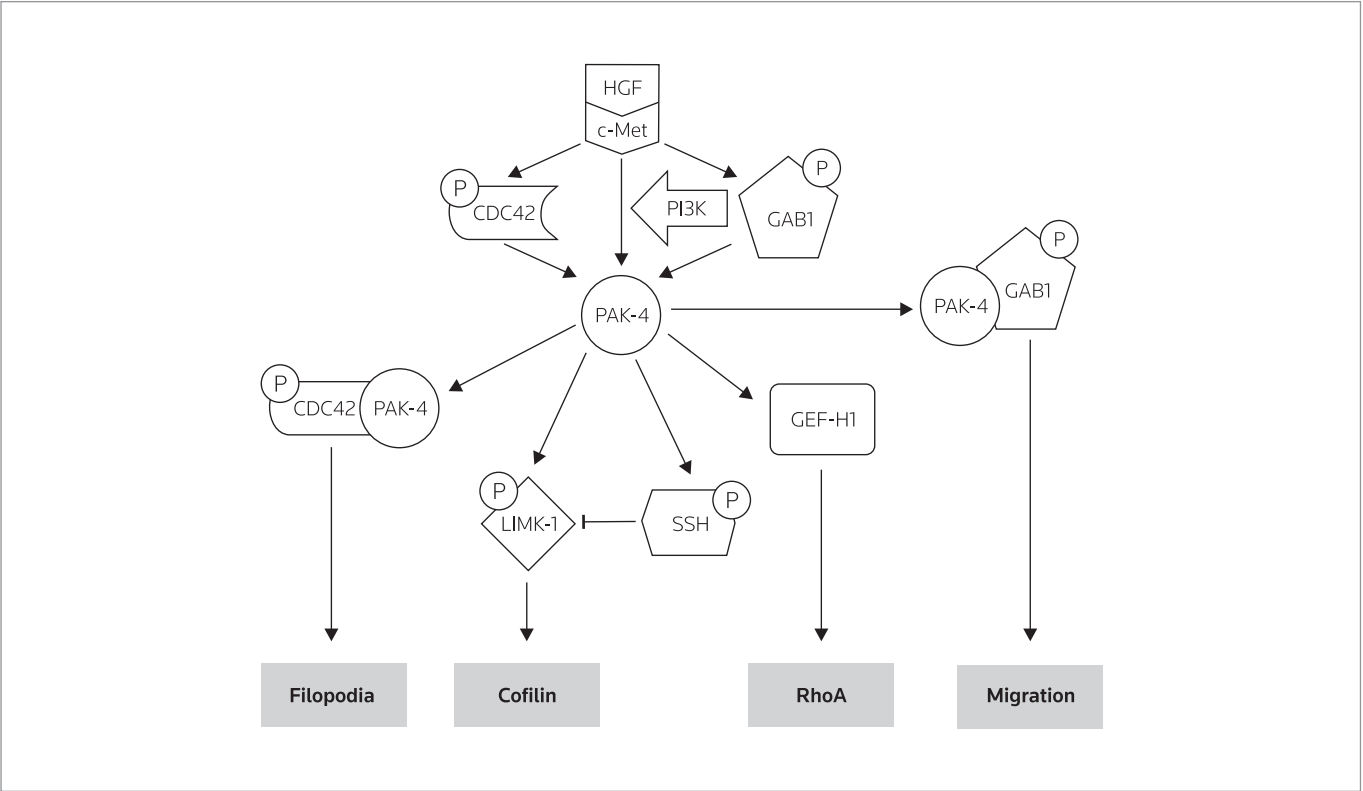 HGF
c-Met
P
CDC42
PI3K
P
GAB1
PAK-4
P
PAK-4
GAB1
P
CDC42
PAK-4
GEF-H1
P
LIMK-1
P
SSH
Filopodia
Cofilin
RhoA
Migration